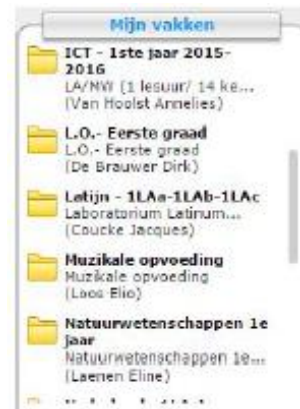 Mijn vakken
ICT - 1ste jaar 2015-
2016
LA/NW (1 lesuur/ 14 ke...
(Van Hoolst Annelies)
L.O.- Eerste graad
L.O.- Eerste graad
(De Brauwer Dirk)
Latijn - 1LAa-1LAb-1LAc
Laboratorium Latinum...
(Coucke Jacques)
Muzikale opvoeding
Muzikale opvoeding
(Loos Elio)
Natuurwetenschappen 1e
jaar
Natuurwetenschappen 1e...
(Laenen Eline)